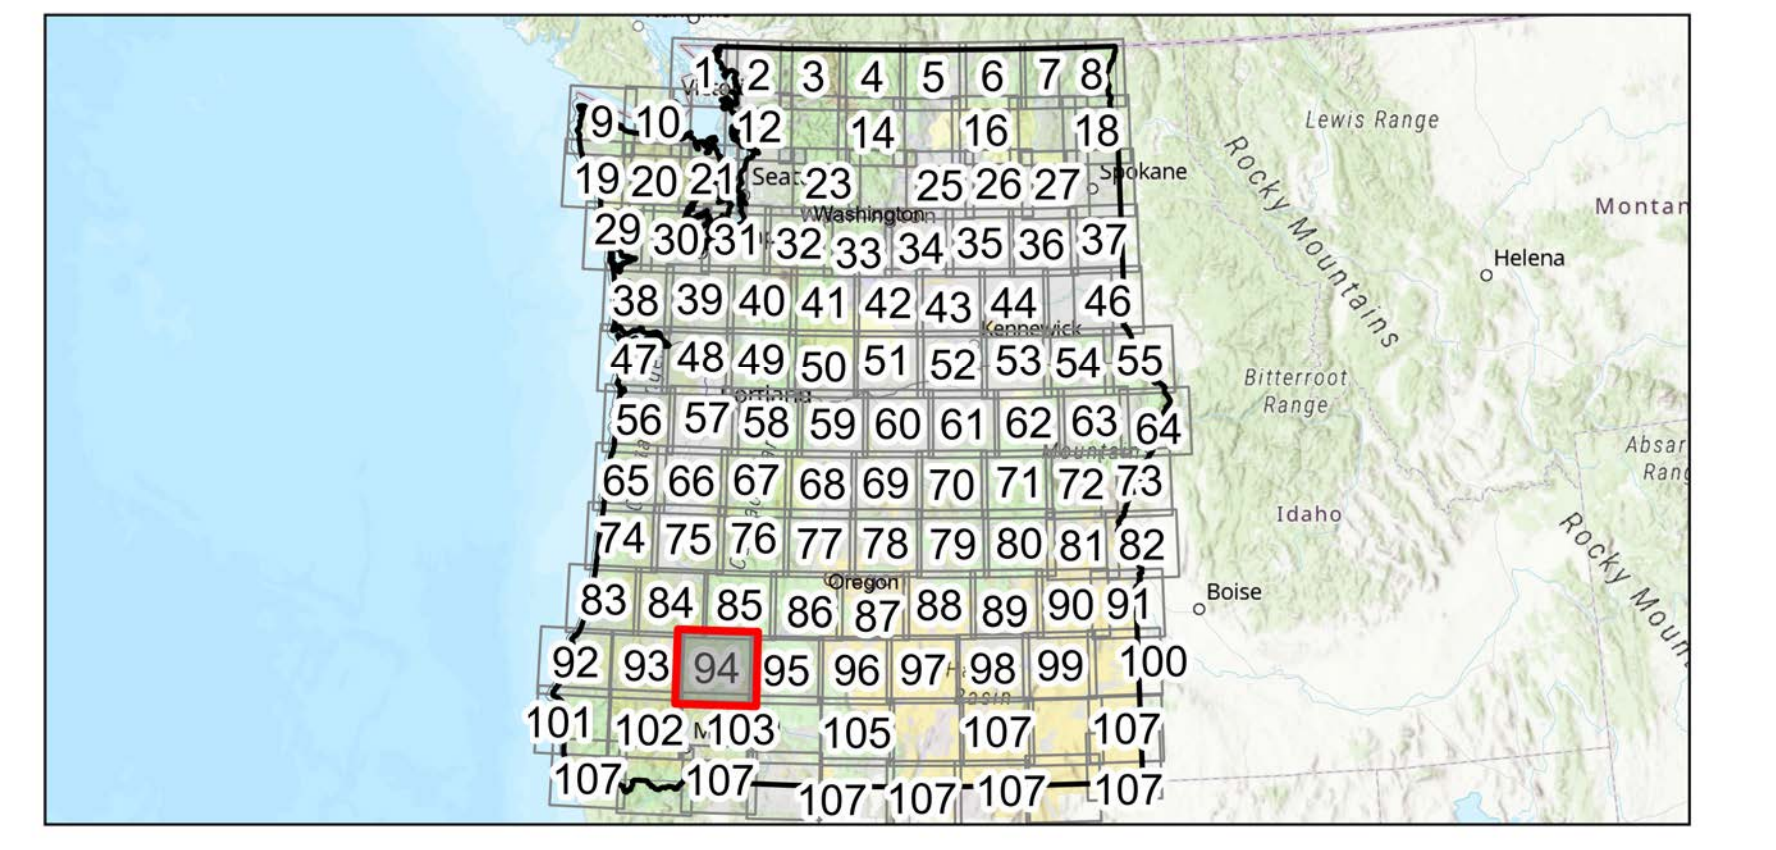 1 2 3 4 5 6 7 8
9 10 12 14 16 18
Lewis Range
19 20 21 23 25 26 27
Spokane
Washington
Rocky Mountains
Montan
29 30 31 32 33 34 35 36 37
Helena
38 39 40 41 42 43 44 46
Kennewick
47 48 49 50 51 52 53 54 55
Bitterroot
Range
Portland
56 57 58 59 60 61 62 63 64
Mountain
Absar
Rang
65 66 67 68 69 70 71 72 73
Idaho
74 75 76 77 78 79 80 81 82
Rocky Moun
Oregon
83 84 85 86 87 88 89 90 91
Boise
92 93 94 95 96 97 98 99 100
Basin
101 102 103 105 107 107
107 107 107 107 107 107